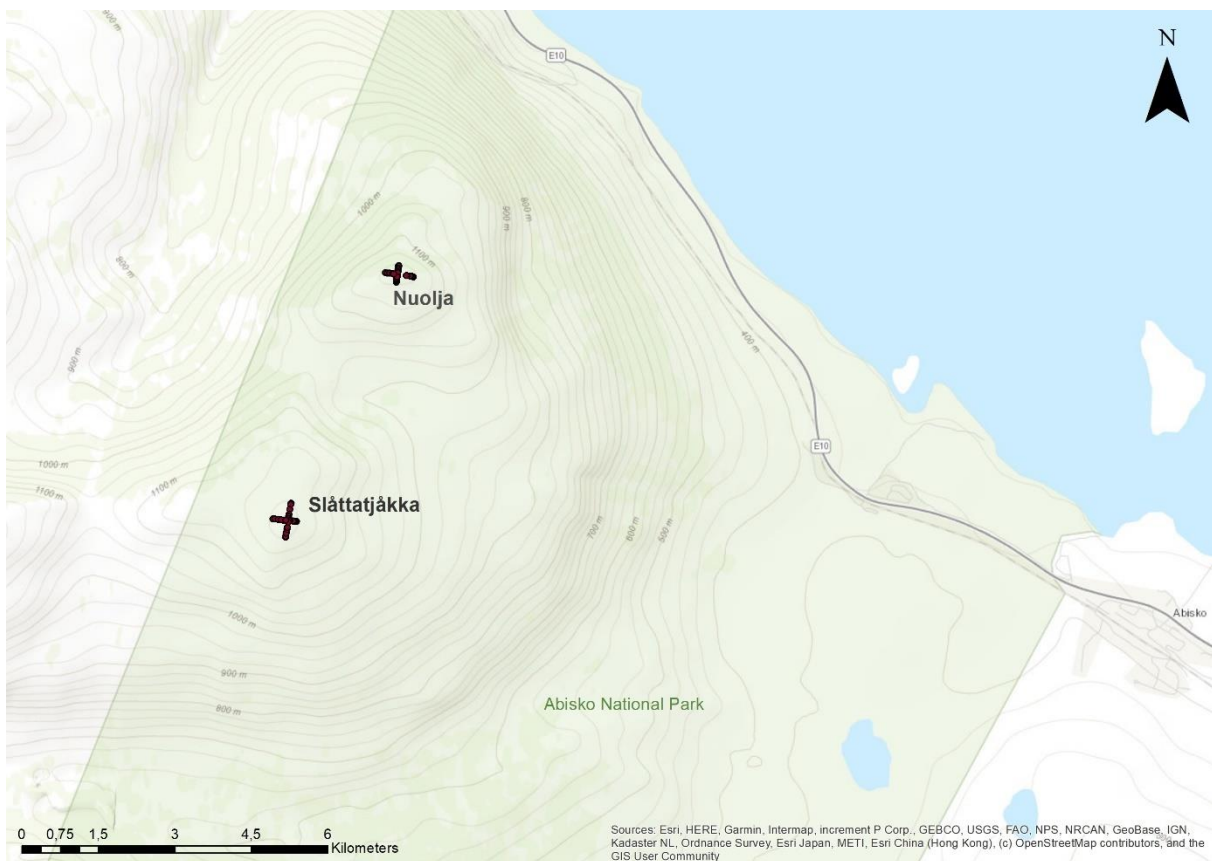 900 m
E10
N
1000 m
900 m
800 m
1100 m
800 m
Nuolja
400 m
900 m
E10
1000 m
1100 m
1100 m
Slåttatjåkka
700 m
600 m
500 m
1000 m
Abisko
900 m
Abisko National Park
800 m
0 0,75 1,5 3 4,5 6
Kilometers
Sources: Esri, HERE, Garmin, Intermap, increment P Corp., GEBCO, USGS, FAO, NPS, NRCAN, GeoBase, IGN,
Kadaster NL, Ordnance Survey, Esri Japan, METI, Esri China (Hong Kong), (c) OpenStreetMap contributors, and the
GIS User Community